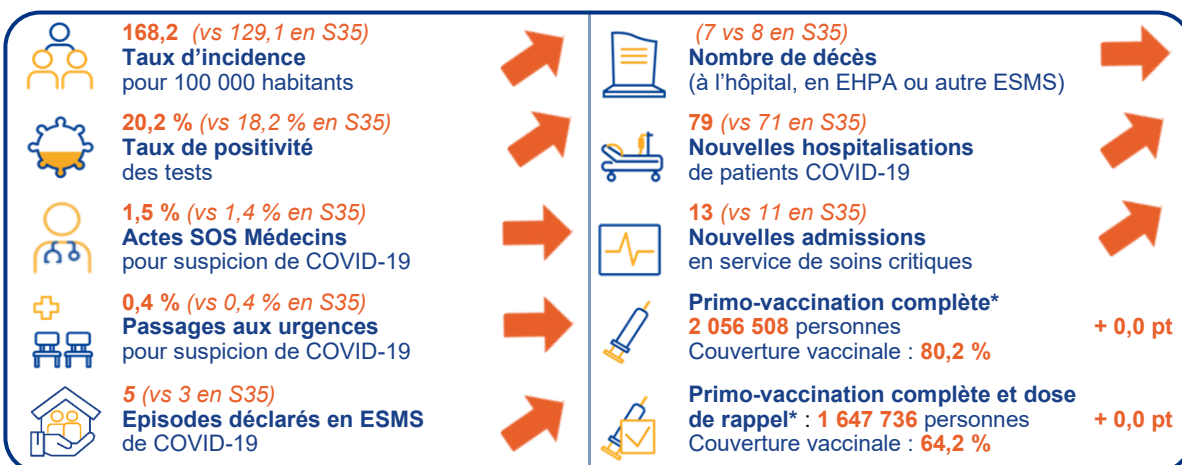 168,2 (vs 129,1 en S35)
Taux d’incidence
pour 100 000 habitants
20,2 % (vs 18,2 % en S35)
Taux de positivité
des tests
1,5 % (vs 1,4 % en S35)
Actes SOS Médecins
pour suspicion de COVID-19
0,4 % (vs 0,4 % en S35)
Passages aux urgences
pour suspicion de COVID-19
5 (vs 3 en S35)
Episodes déclarés en ESMS
de COVID-19
(7 vs 8 en S35)
Nombre de décès
(à l’hôpital, en EHPA ou autre ESMS)
79 (vs 71 en S35)
Nouvelles hospitalisations
de patients COVID-19
13 (vs 11 en S35)
Nouvelles admissions
en service de soins critiques
Primo-vaccination complète*
2 056 508 personnes + 0,0 pt
Couverture vaccinale : 80,2 %
Primo-vaccination complète et dose
de rappel* : 1 647 736 personnes + 0,0 pt
Couverture vaccinale : 64,2 %